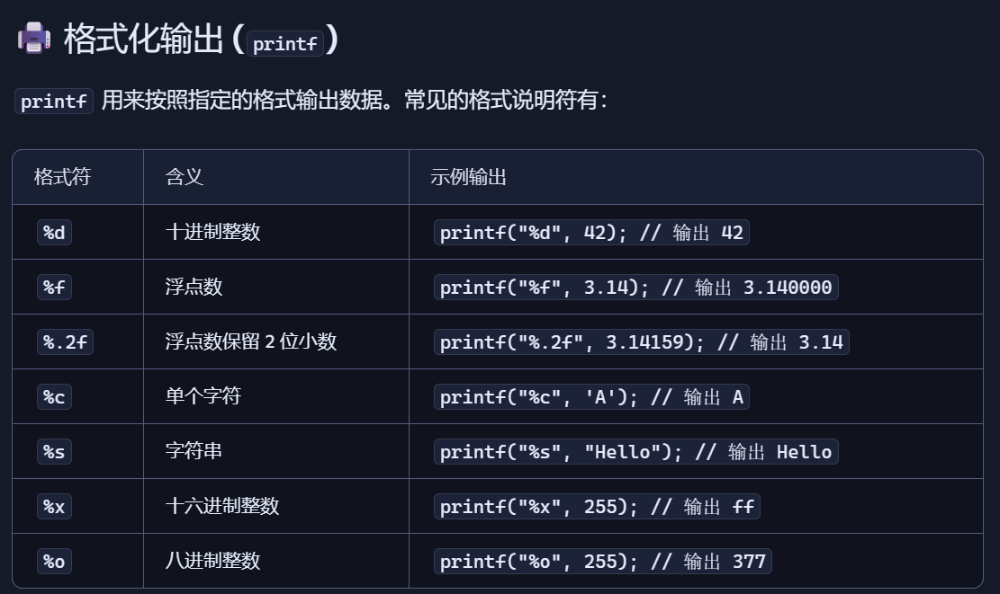 格式化输出 (printf)
printf 用来按照指定的格式输出数据。常见的格式说明符有：
格式符 含义 示例输出
%d 十进制整数 printf("%d", 42); // 输出 42
%f 浮点数 printf("%f", 3.14); // 输出 3.140000
%.2f 浮点数保留 2 位小数 printf("%.2f", 3.14159); // 输出 3.14
%c 单个字符 printf("%c", 'A'); // 输出 A
%s 字符串 printf("%s", "Hello"); // 输出 Hello
%x 十六进制整数 printf("%x", 255); // 输出 ff
%o 八进制整数 printf("%o", 255); // 输出 377